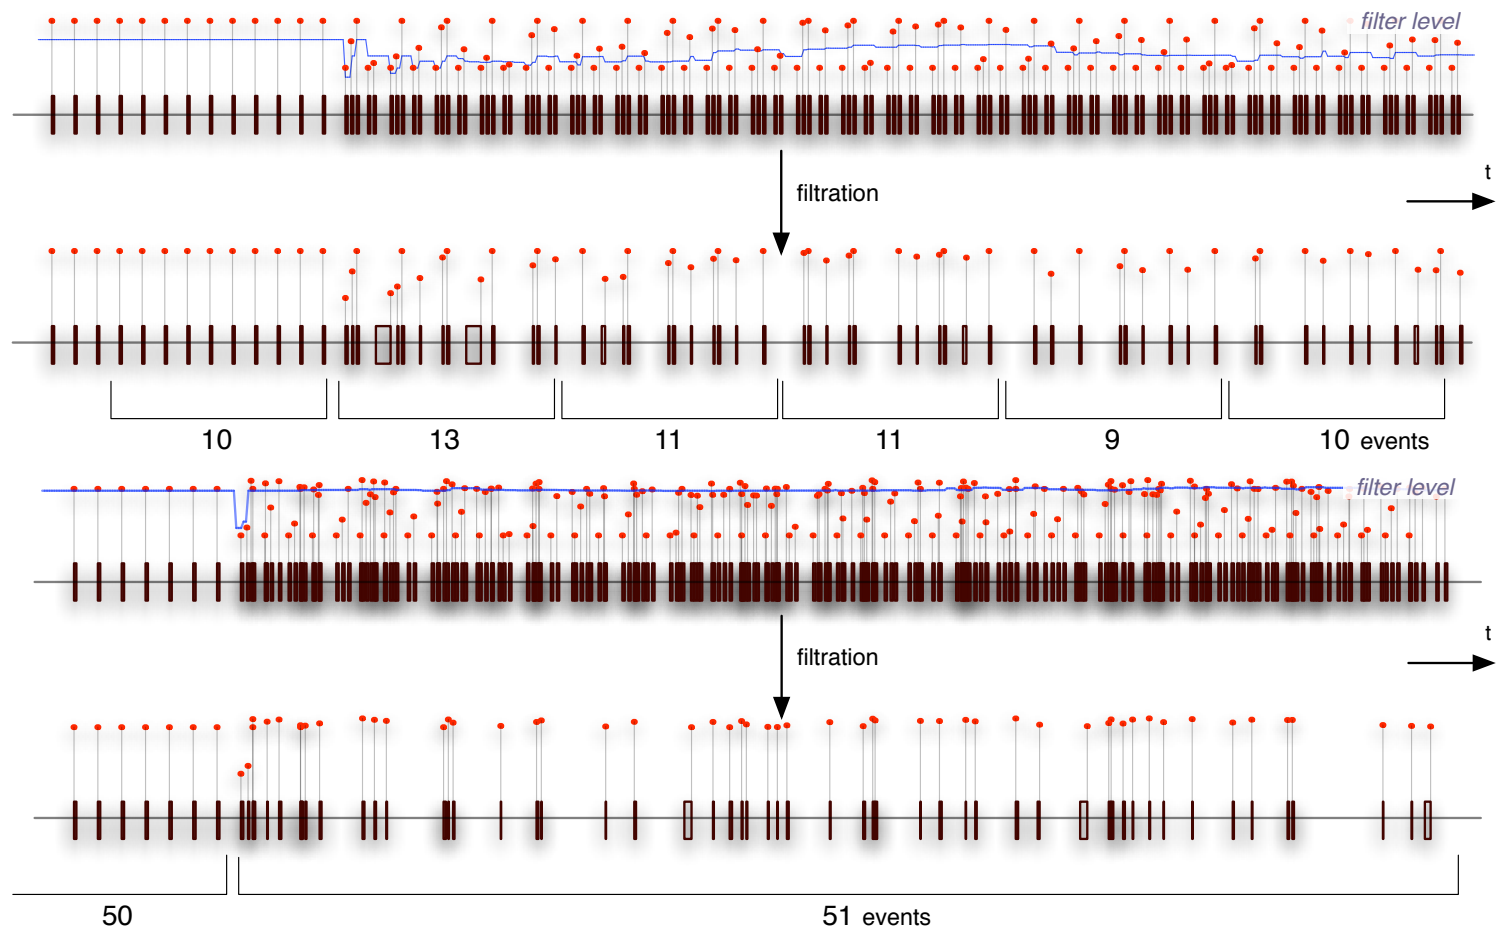 filter level
filtration
t
10 13 11 11 9 10 events
filter level
filtration
t
50 51 events